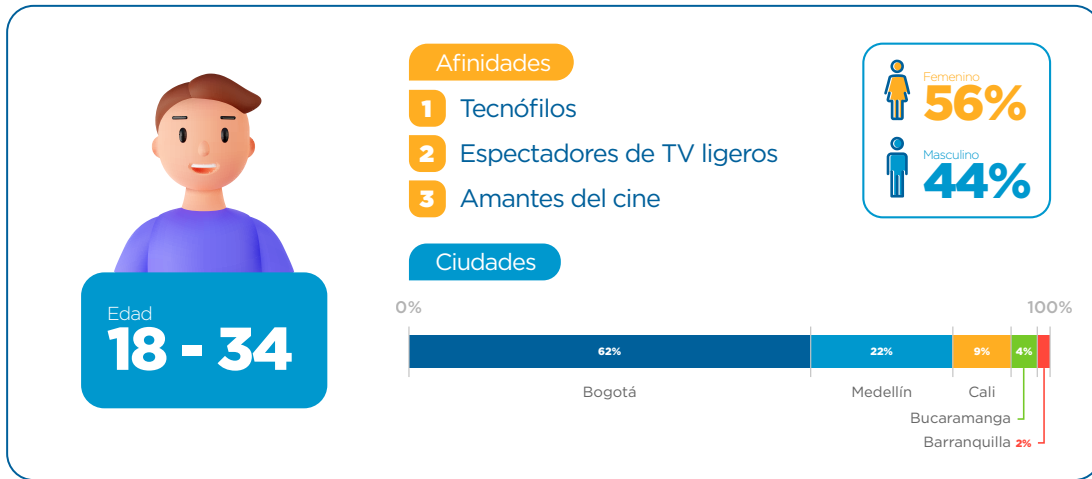 Afinidades
1 Tecnófilos
2 Espectadores de TV ligeros
3 Amantes del cine
Femenino
56%
Masculino
44%
Edad
18 - 34
Ciudades
0% 100%
62% 22% 9% 4%
Bogotá Medellín Cali
Bucaramanga
Barranquilla 2%